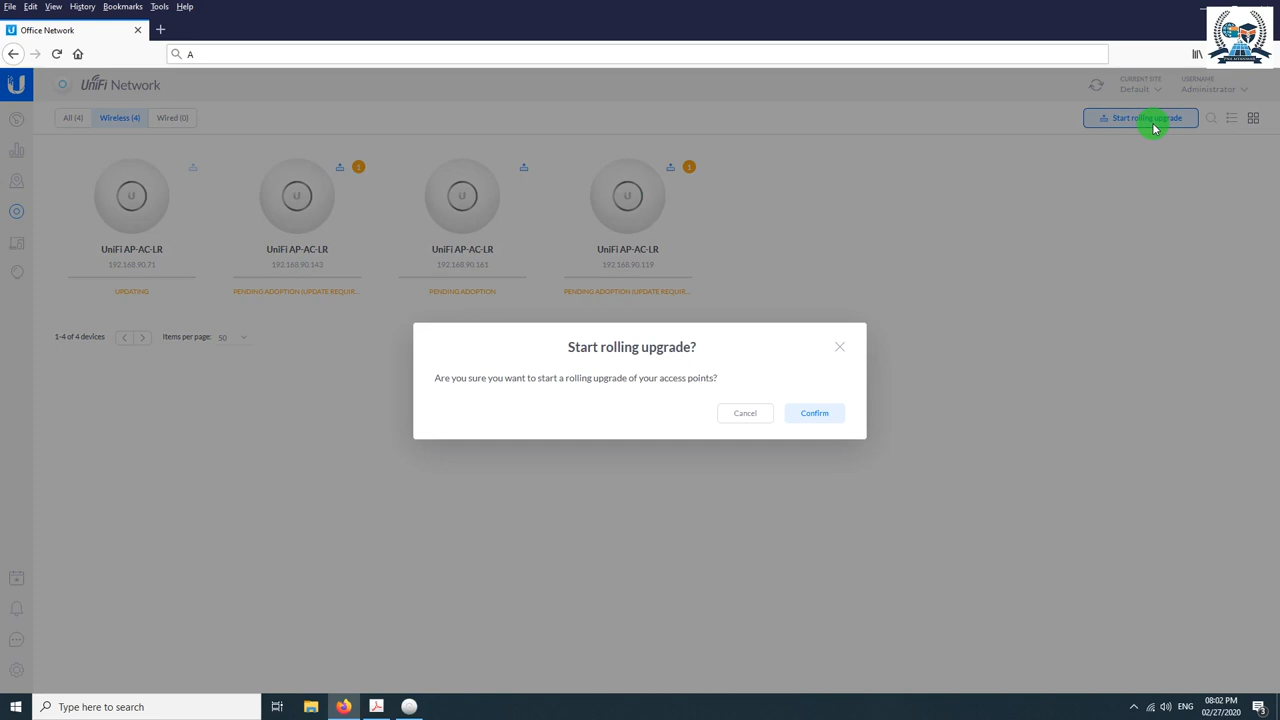 File Edit View History Bookmarks Tools Help
Office Network
A
UniFi Network
CURRENT SITE
Default
USERNAME
Administrator
All (4) Wireless (4) Wired (0)
Start rolling upgrade
1
1
UniFi AP-AC-LR
192.168.90.71
UPDATING
UniFi AP-AC-LR
192.168.90.143
PENDING ADOPTION (UPDATE REQUIR...
UniFi AP-AC-LR
192.168.90.161
PENDING ADOPTION
UniFi AP-AC-LR
192.168.90.119
PENDING ADOPTION (UPDATE REQUIR...
1-4 of 4 devices
Items per page: 50
Start rolling upgrade?
Are you sure you want to start a rolling upgrade of your access points?
Cancel Confirm
Type here to search
ENG
08:02 PM
02/27/2020
3